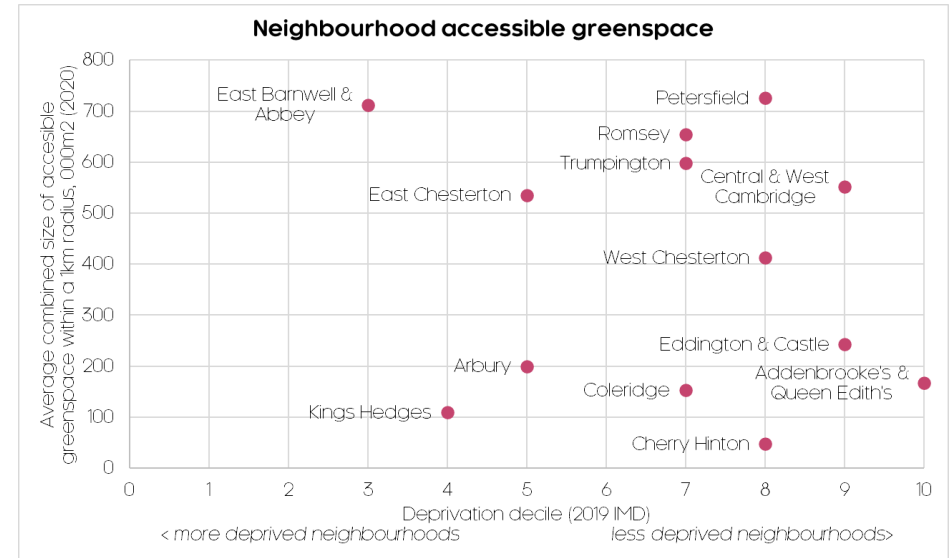 Neighbourhood accessible greenspace
Average combined size of accesible
greenspace within a 1km radius, 000m2 (2020)
800
700
600
500
400
300
200
100
0
East Barnwell &
Abbey
Petersfield
Romsey
Trumpington
Central & West
Cambridge
East Chesterton
West Chesterton
Eddington & Castle
Arbury
Addenbrooke's &
Queen Edith's
Coleridge
Kings Hedges
Cherry Hinton
0 1 2 3 4 5 6 7 8 9 10
Deprivation decile (2019 IMD)
< more deprived neighbourhoods less deprived neighbourhoods>